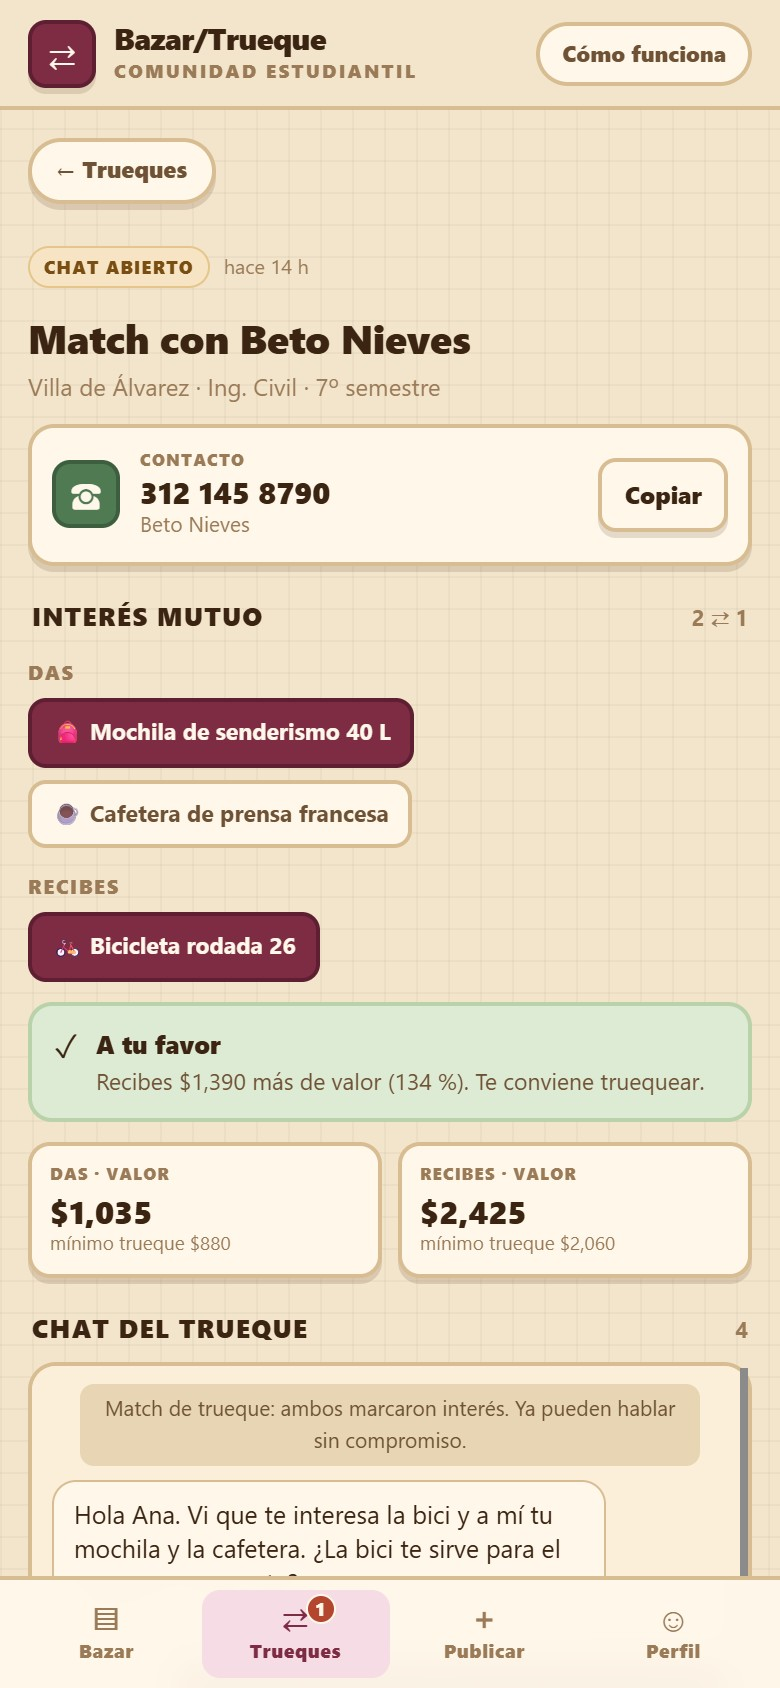 Bazar/Trueque
COMUNIDAD ESTUDIANTIL
Cómo funciona
← Trueques
CHAT ABIERTO
hace 14 h
Match con Beto Nieves
Villa de Álvarez · Ing. Civil · 7º semestre
CONTACTO
312 145 8790
Beto Nieves
Copiar
INTERÉS MUTUO
2 ⇄ 1
DAS
Mochila de senderismo 40 L
Cafetera de prensa francesa
RECIBES
Bicicleta rodada 26
✓ A tu favor
Recibes $1,390 más de valor (134 %). Te conviene truequear.
DAS · VALOR
$1,035
mínimo trueque $880
RECIBES · VALOR
$2,425
mínimo trueque $2,060
CHAT DEL TRUEQUE
4
Match de trueque: ambos marcaron interés. Ya pueden hablar
sin compromiso.
Hola Ana. Vi que te interesa la bici y a mí tu
mochila y la cafetera. ¿La bici te sirve para el
Bazar
1
Trueques
Publicar
Perfil